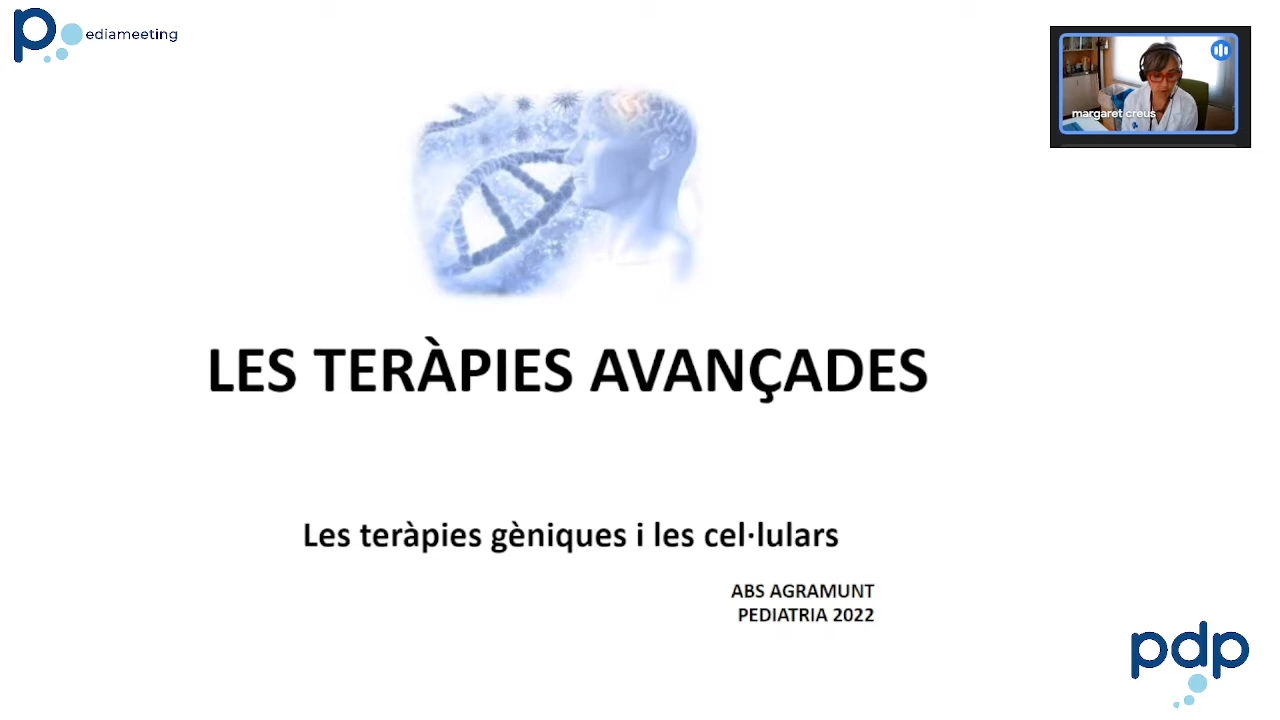 pediameeting
margaret creus
LES TERÀPIES AVANÇADES
Les teràpies gèniques i les cel·lulars
ABS AGRAMUNT
PEDIATRIA 2022
pdp